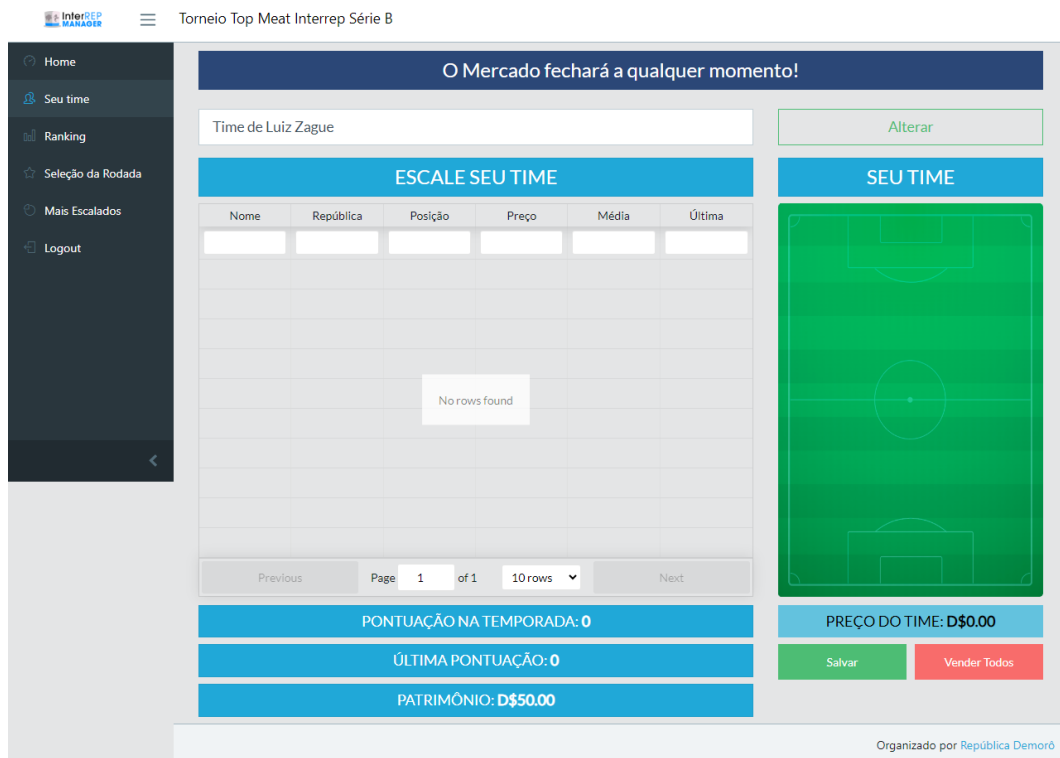 InterREP
MANAGER
Torneio Top Meat Interrep Série B
Home
Seu time
Ranking
Seleção da Rodada
Mais Escalados
Logout
O Mercado fechará a qualquer momento!
Time de Luiz Zague
Alterar
ESCALE SEU TIME
SEU TIME
Nome República Posição Preço Média Última
No rows found
Previous Page 1 of 1 10 rows Next
PONTUAÇÃO NA TEMPORADA: 0
ÚLTIMA PONTUAÇÃO: 0
PATRIMÔNIO: D$50.00
PREÇO DO TIME: D$0.00
Salvar Vender Todos
Organizado por República Demorô